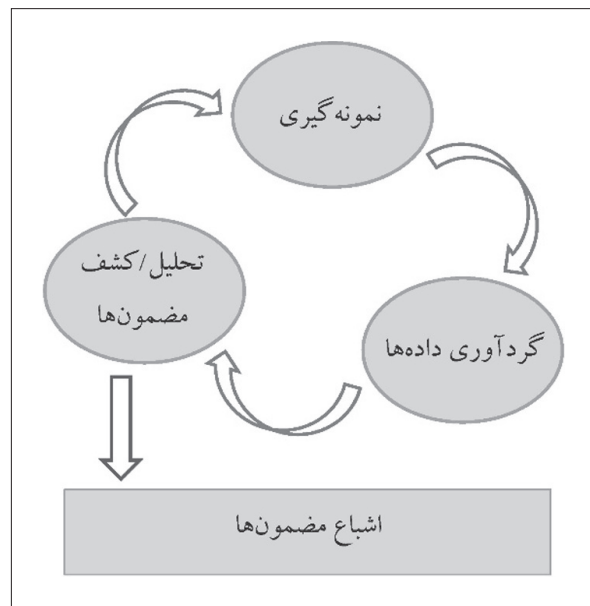 نمونه‌گیری
تحلیل/کشف
مضمون‌ها
گردآوری داده‌ها
اشباع مضمون‌ها